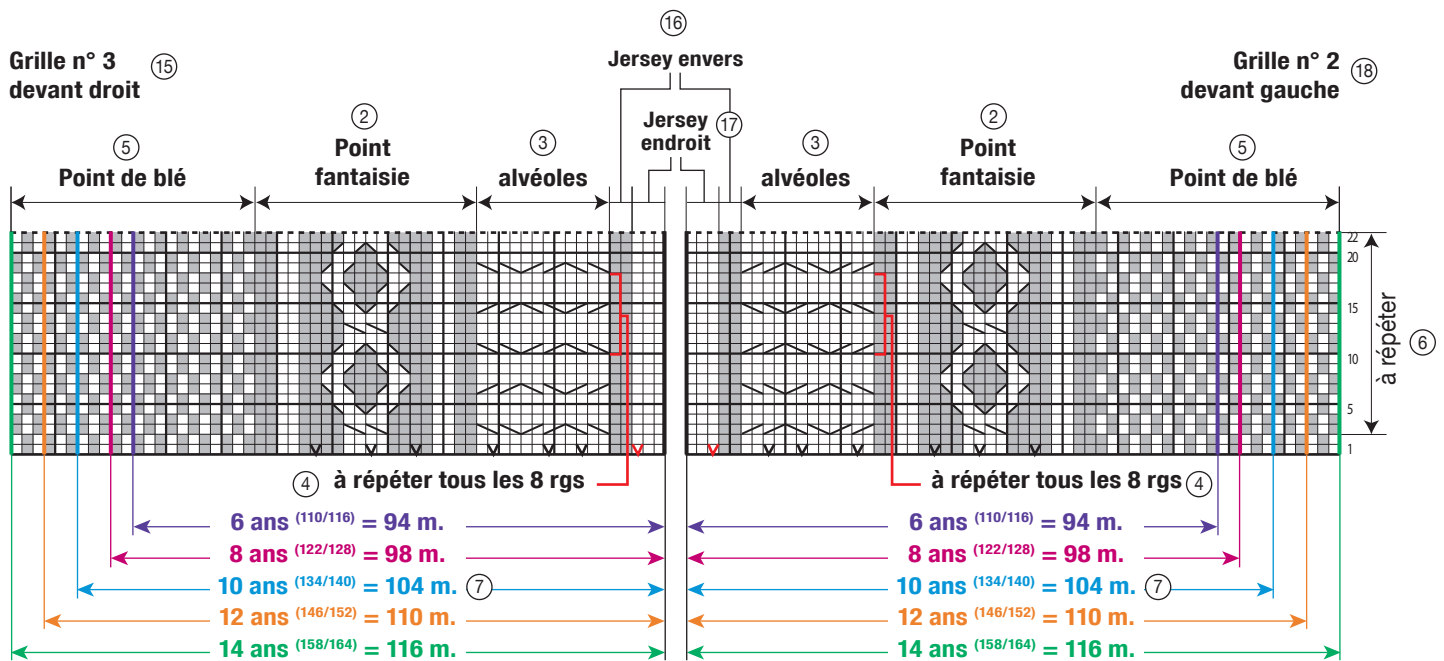 Grille n° 3 15
devant droit
16
Jersey envers
Grille n° 2 18
devant gauche
5
Point de blé
2
Point
fantaisie
3
alvéoles
Jersey 17
endroit
3
alvéoles
2
Point
fantaisie
5
Point de blé
22
20
15
10
5
1
à répéter 6
4 à répéter tous les 8 rgs
à répéter tous les 8 rgs 4
6 ans (110/116) = 94 m.
8 ans (122/128) = 98 m.
10 ans (134/140) = 104 m. 7
12 ans (146/152) = 110 m.
14 ans (158/164) = 116 m.
6 ans (110/116) = 94 m.
8 ans (122/128) = 98 m.
10 ans (134/140) = 104 m. 7
12 ans (146/152) = 110 m.
14 ans (158/164) = 116 m.